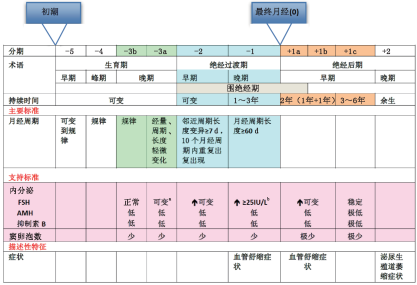 初潮
最终月经(0)
分期 -5 -4 -3b -3a -2 -1 +1a +1b +1c +2
术语 生育期 绝经过渡期 绝经后期
早期 峰期 晚期 早期 晚期 早期 晚期
围绝经期
持续时间 可变 可变 1～3年 2年（1年+1年） 3～6年 余生
主要标准
月经周期 可变到规律 规律 规律 经量、周期、长度轻微变化 邻近周期长度变异≥7 d，10个月经周期内重复出现 月经周期长度≥60 d
支持标准
内分泌
FSH 正常 可变ᵃ ↑可变 ↑≥25IU/Lᵇ ↑可变 稳定
AMH 低 低 低 低 低 极低
抑制素 B 低 低 低 低 低 极低
窦卵泡数 少 少 少 少 极少 极少
描述性特征
症状 血管舒缩症状 血管舒缩症状 泌尿生殖道萎缩症状